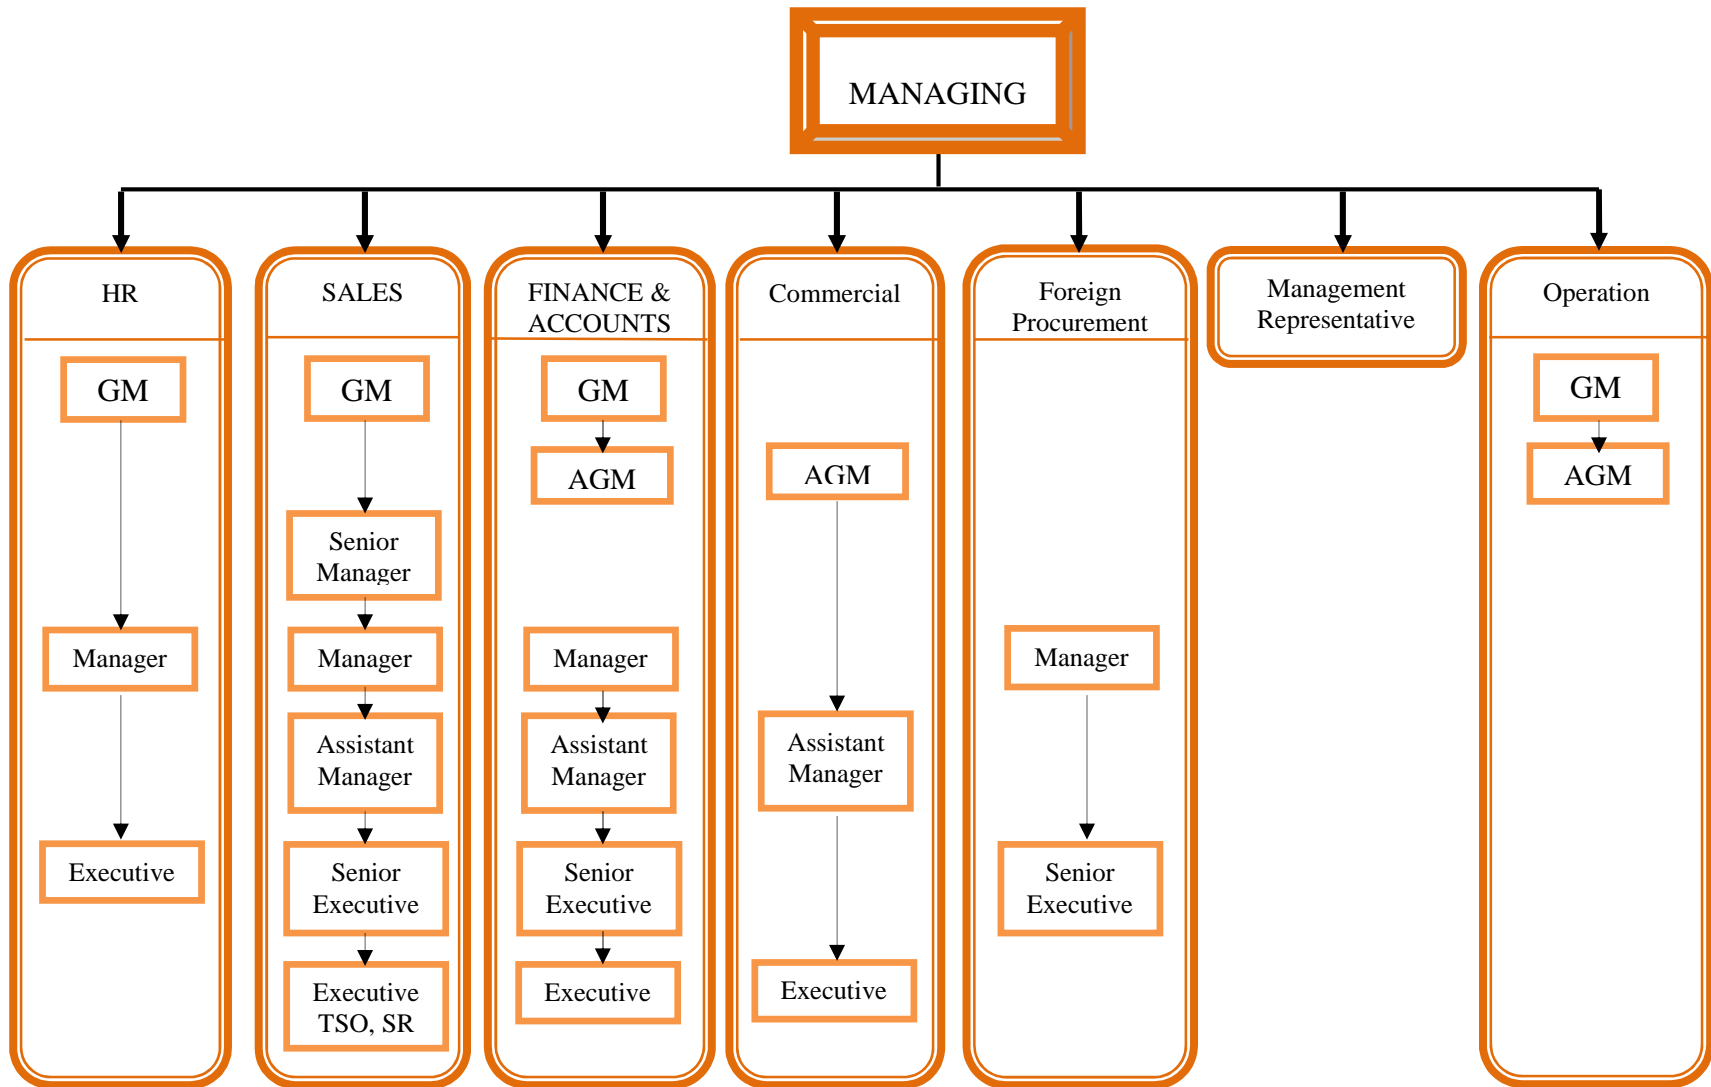 MANAGING
HR
GM
Manager
Executive
SALES
GM
Senior
Manager
Manager
Assistant
Manager
Senior
Executive
Executive
TSO, SR
FINANCE &
ACCOUNTS
GM
AGM
Manager
Assistant
Manager
Senior
Executive
Executive
Commercial
AGM
Assistant
Manager
Executive
Foreign
Procurement
Manager
Senior
Executive
Management
Representative
Operation
GM
AGM